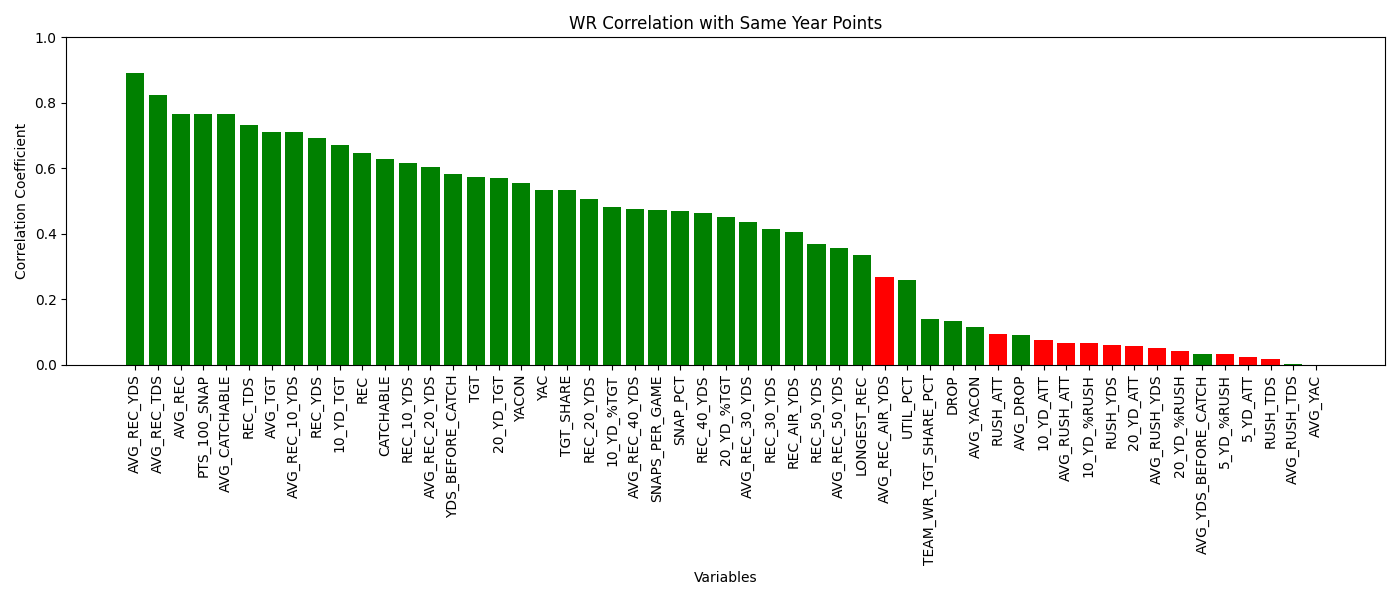 WR Correlation with Same Year Points
1.0
0.8
0.6
0.4
0.2
0.0
Correlation Coefficient
AVG_REC_YDS
AVG_REC_TDS
AVG_REC
PTS_100_SNAP
AVG_CATCHABLE
REC_TDS
AVG_TGT
AVG_REC_10_YDS
REC_YDS
10_YD_TGT
REC
CATCHABLE
REC_10_YDS
AVG_REC_20_YDS
YDS_BEFORE_CATCH
TGT
20_YD_TGT
YACON
YAC
TGT_SHARE
REC_20_YDS
10_YD_%TGT
AVG_REC_40_YDS
SNAPS_PER_GAME
SNAP_PCT
REC_40_YDS
20_YD_%TGT
AVG_REC_30_YDS
REC_30_YDS
REC_AIR_YDS
REC_50_YDS
AVG_REC_50_YDS
LONGEST_REC
AVG_REC_AIR_YDS
UTIL_PCT
TEAM_WR_TGT_SHARE_PCT
DROP
AVG_YACON
RUSH_ATT
AVG_DROP
10_YD_ATT
AVG_RUSH_ATT
10_YD_%RUSH
RUSH_YDS
20_YD_ATT
AVG_RUSH_YDS
20_YD_%RUSH
AVG_YDS_BEFORE_CATCH
5_YD_%RUSH
5_YD_ATT
RUSH_TDS
AVG_RUSH_TDS
AVG_YAC
Variables